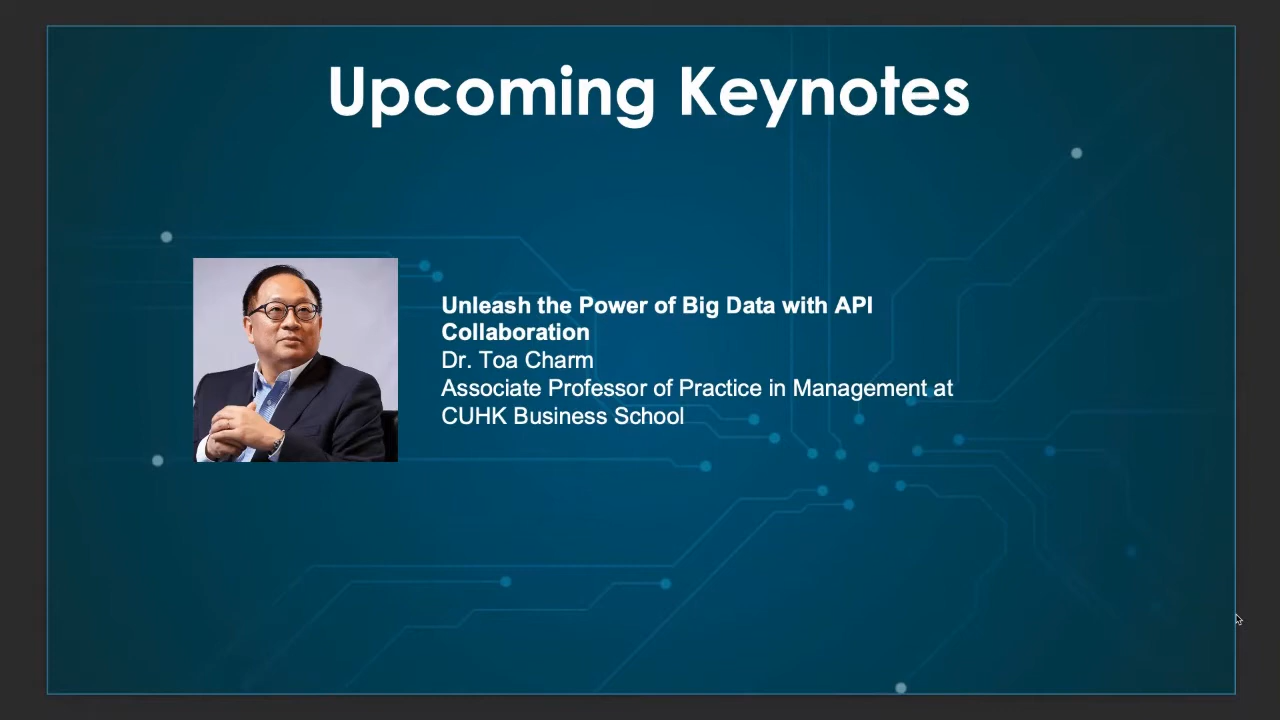 Upcoming Keynotes
Unleash the Power of Big Data with API
Collaboration
Dr. Toa Charm
Associate Professor of Practice in Management at
CUHK Business School